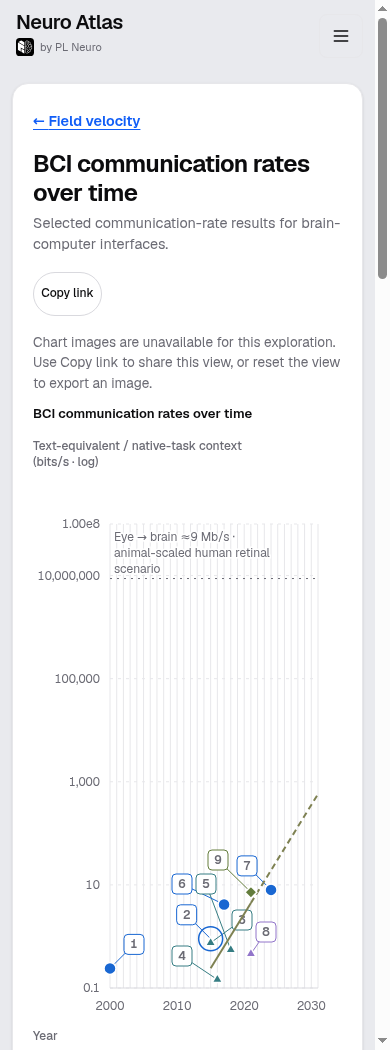 Neuro Atlas
by PL Neuro
← Field velocity
BCI communication rates
over time
Selected communication-rate results for brain-
computer interfaces.
Copy link
Chart images are unavailable for this exploration.
Use Copy link to share this view, or reset the view
to export an image.
BCI communication rates over time
Text-equivalent / native-task context
(bits/s · log)
1.00e8
Eye → brain ≈9 Mb/s ·
animal-scaled human retinal
scenario
10,000,000
100,000
1,000
9
7
6
5
10
2
3
8
1
4
0.1
2000
2010
2020
2030
Year